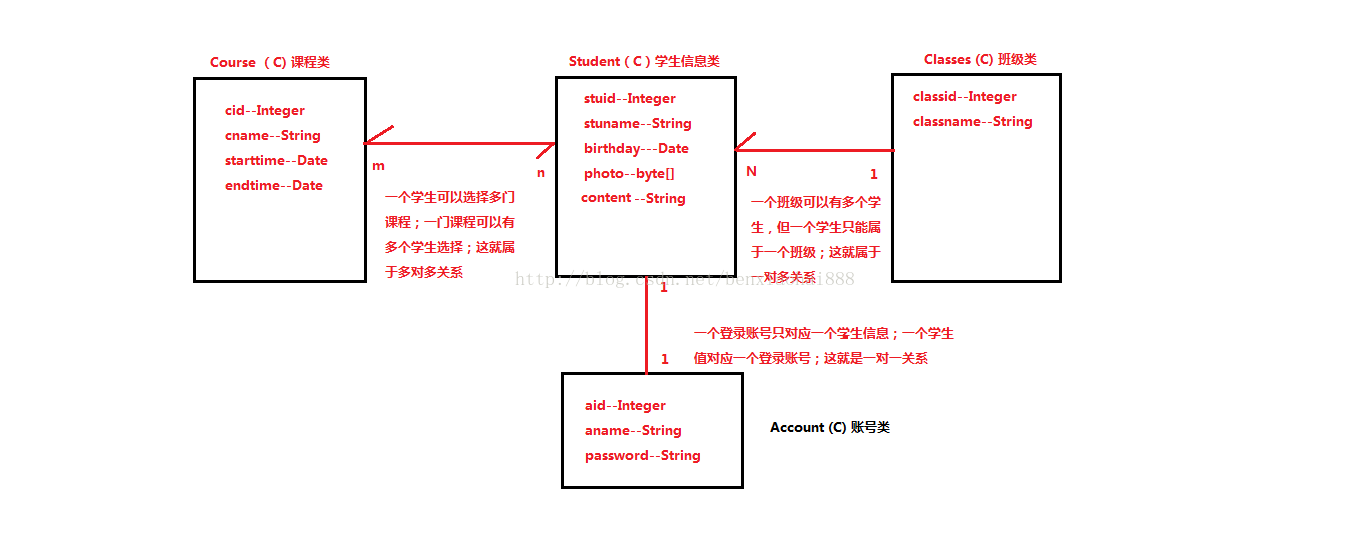 Course （C) 课程类
cid--Integer
cname--String
starttime--Date
endtime--Date
m
n
一个学生可以选择多门
课程；一门课程可以有
多个学生选择；这就属
于多对多关系
Student ( C ) 学生信息类
stuid--Integer
stuname--String
birthday---Date
photo--byte[]
content --String
Classes (C) 班级类
classid--Integer
classname--String
N
1
一个班级可以有多个学
生，但一个学生只能属
于一个班级；这就属于
一对多关系
1
1
一个登录账号只对应一个学生信息；一个学生
值对应一个登录账号；这就是一对一关系
aid--Integer
aname--String
password--String
Account (C) 账号类